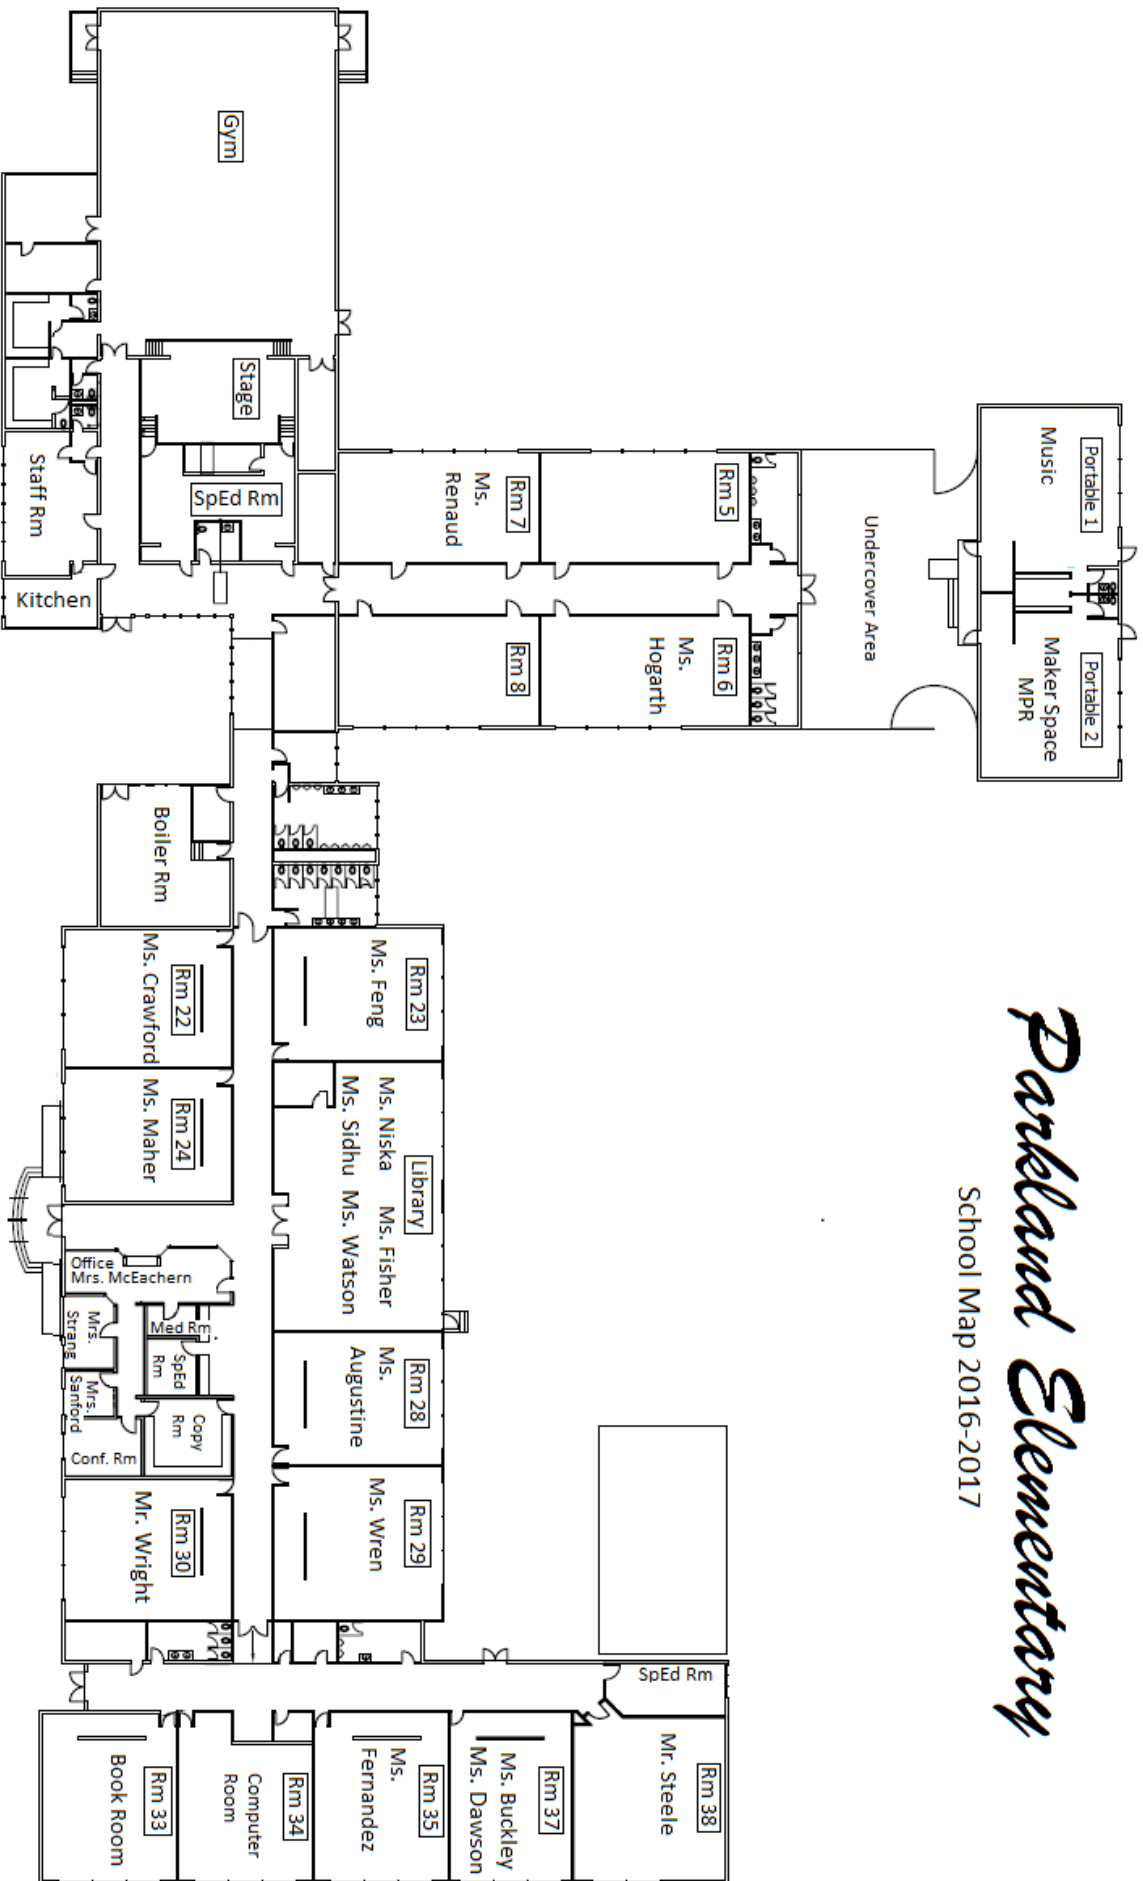 Parkland Elementary
School Map 2016-2017
Portable 1
Music
Portable 2
Maker Space
MPR
Undercover Area
Gym
Stage
SpEd Rm
Staff Rm
Kitchen
Rm 5
Rm 7
Ms.
Renaud
Rm 6
Ms.
Hogarth
Rm 8
Boiler Rm
Rm 22
Ms. Crawford
Rm 24
Ms. Maher
Rm 23
Ms. Feng
Library
Ms. Niska Ms. Fisher
Ms. Sidhu Ms. Watson
Rm 28
Ms.
Augustine
Rm 29
Ms. Wren
Office
Mrs. McEachern
Mrs.
Strang
Med Rm
SpEd
Rm
Mrs.
Sanford
Copy
Rm
Conf. Rm
Rm 30
Mr. Wright
SpEd Rm
Rm 38
Mr. Steele
Rm 37
Ms. Buckley
Ms. Dawson
Rm 35
Ms.
Fernandez
Rm 34
Computer
Room
Rm 33
Book Room